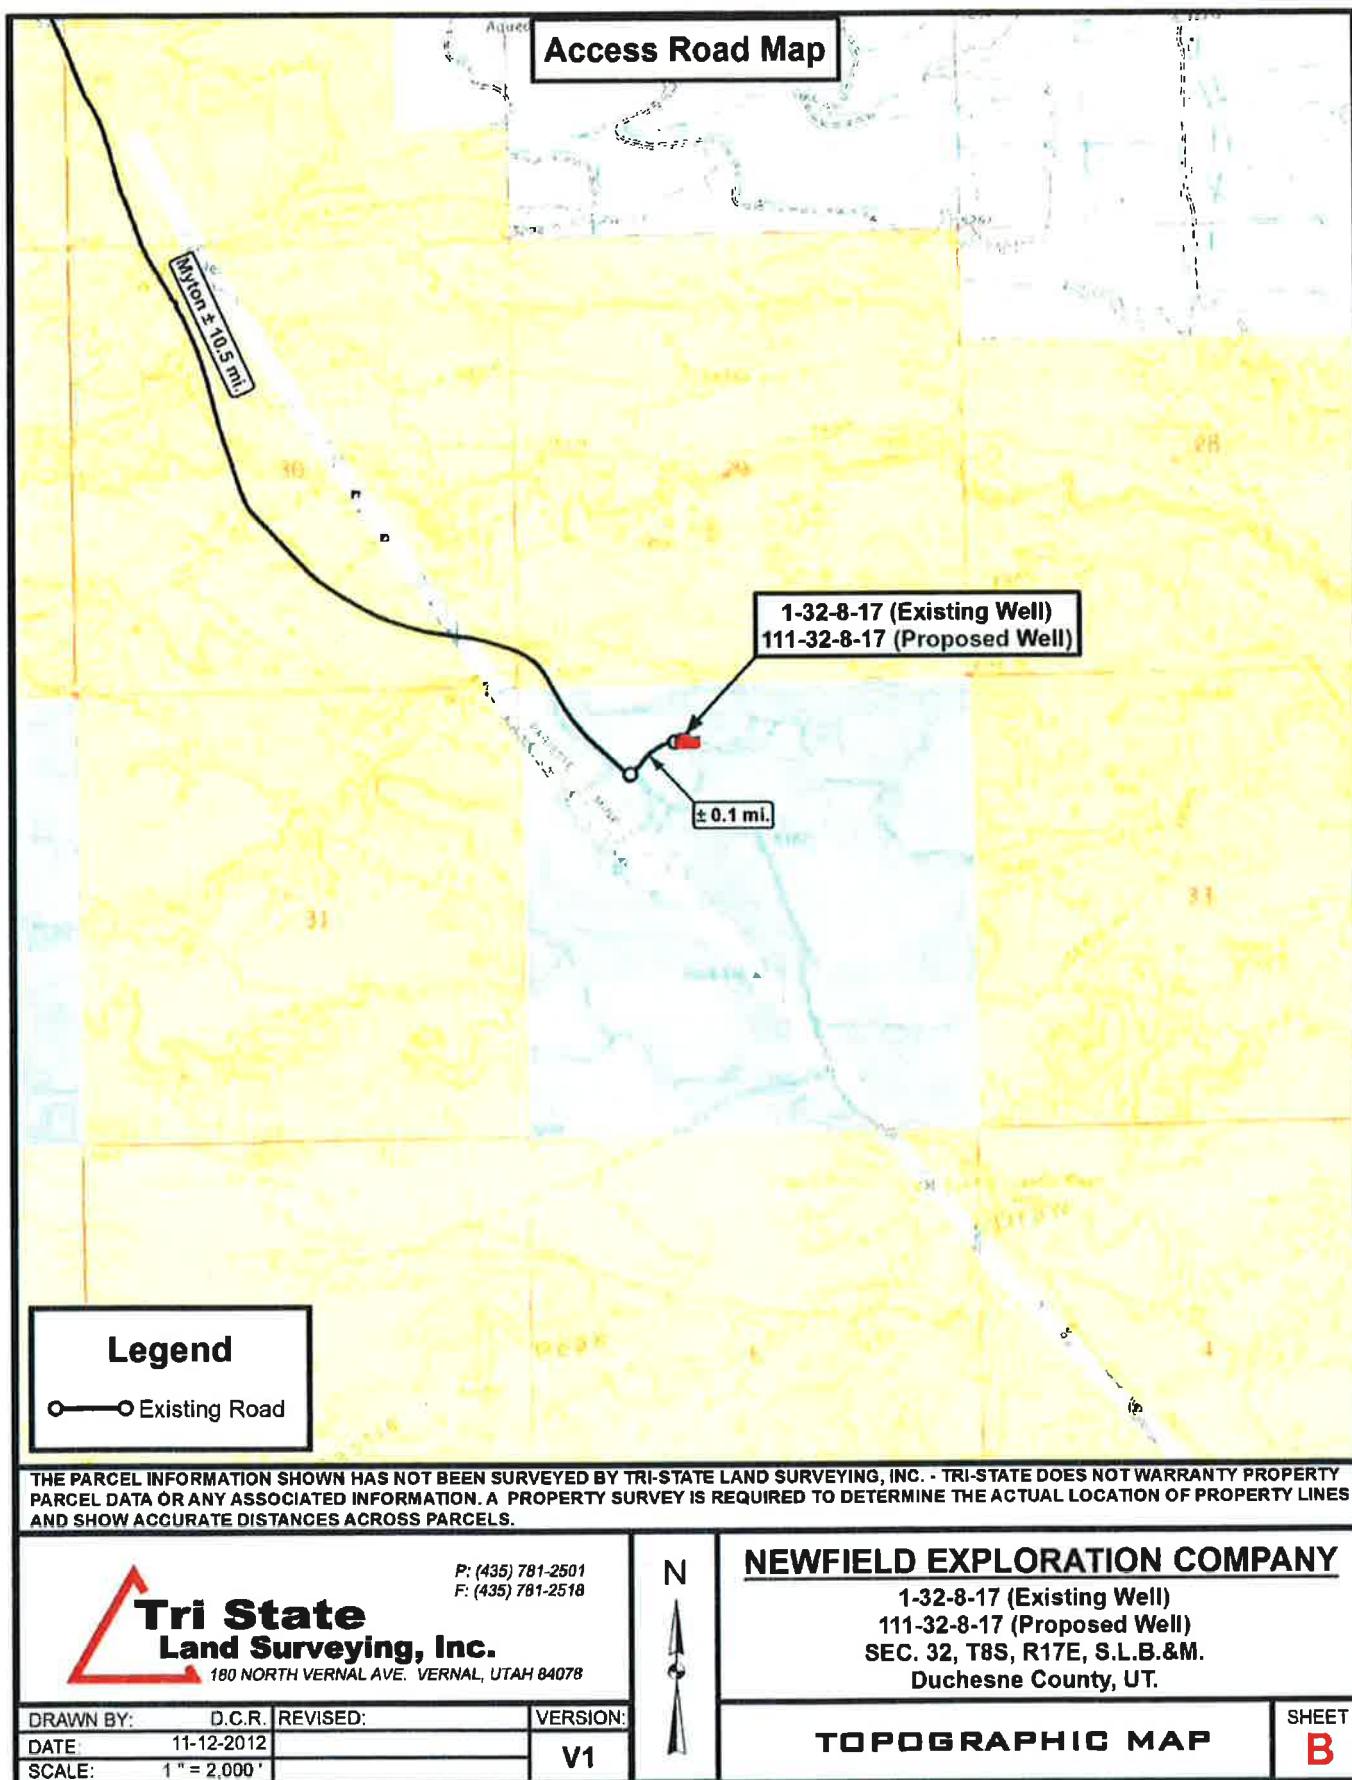 Access Road Map
Myton ± 10.5 mi.
30
29
28
1-32-8-17 (Existing Well)
111-32-8-17 (Proposed Well)
± 0.1 mi.
31
33
Legend
Existing Road
THE PARCEL INFORMATION SHOWN HAS NOT BEEN SURVEYED BY TRI-STATE LAND SURVEYING, INC. - TRI-STATE DOES NOT WARRANTY PROPERTY
PARCEL DATA OR ANY ASSOCIATED INFORMATION. A PROPERTY SURVEY IS REQUIRED TO DETERMINE THE ACTUAL LOCATION OF PROPERTY LINES
AND SHOW ACCURATE DISTANCES ACROSS PARCELS.
P: (435) 781-2501
F: (435) 781-2518
Tri State
Land Surveying, Inc.
180 NORTH VERNAL AVE. VERNAL, UTAH 84078
N
NEWFIELD EXPLORATION COMPANY
1-32-8-17 (Existing Well)
111-32-8-17 (Proposed Well)
SEC. 32, T8S, R17E, S.L.B.&M.
Duchesne County, UT.
DRAWN BY: D.C.R. REVISED: VERSION:
DATE: 11-12-2012
V1
SCALE: 1 " = 2,000 '
TOPOGRAPHIC MAP
SHEET
B